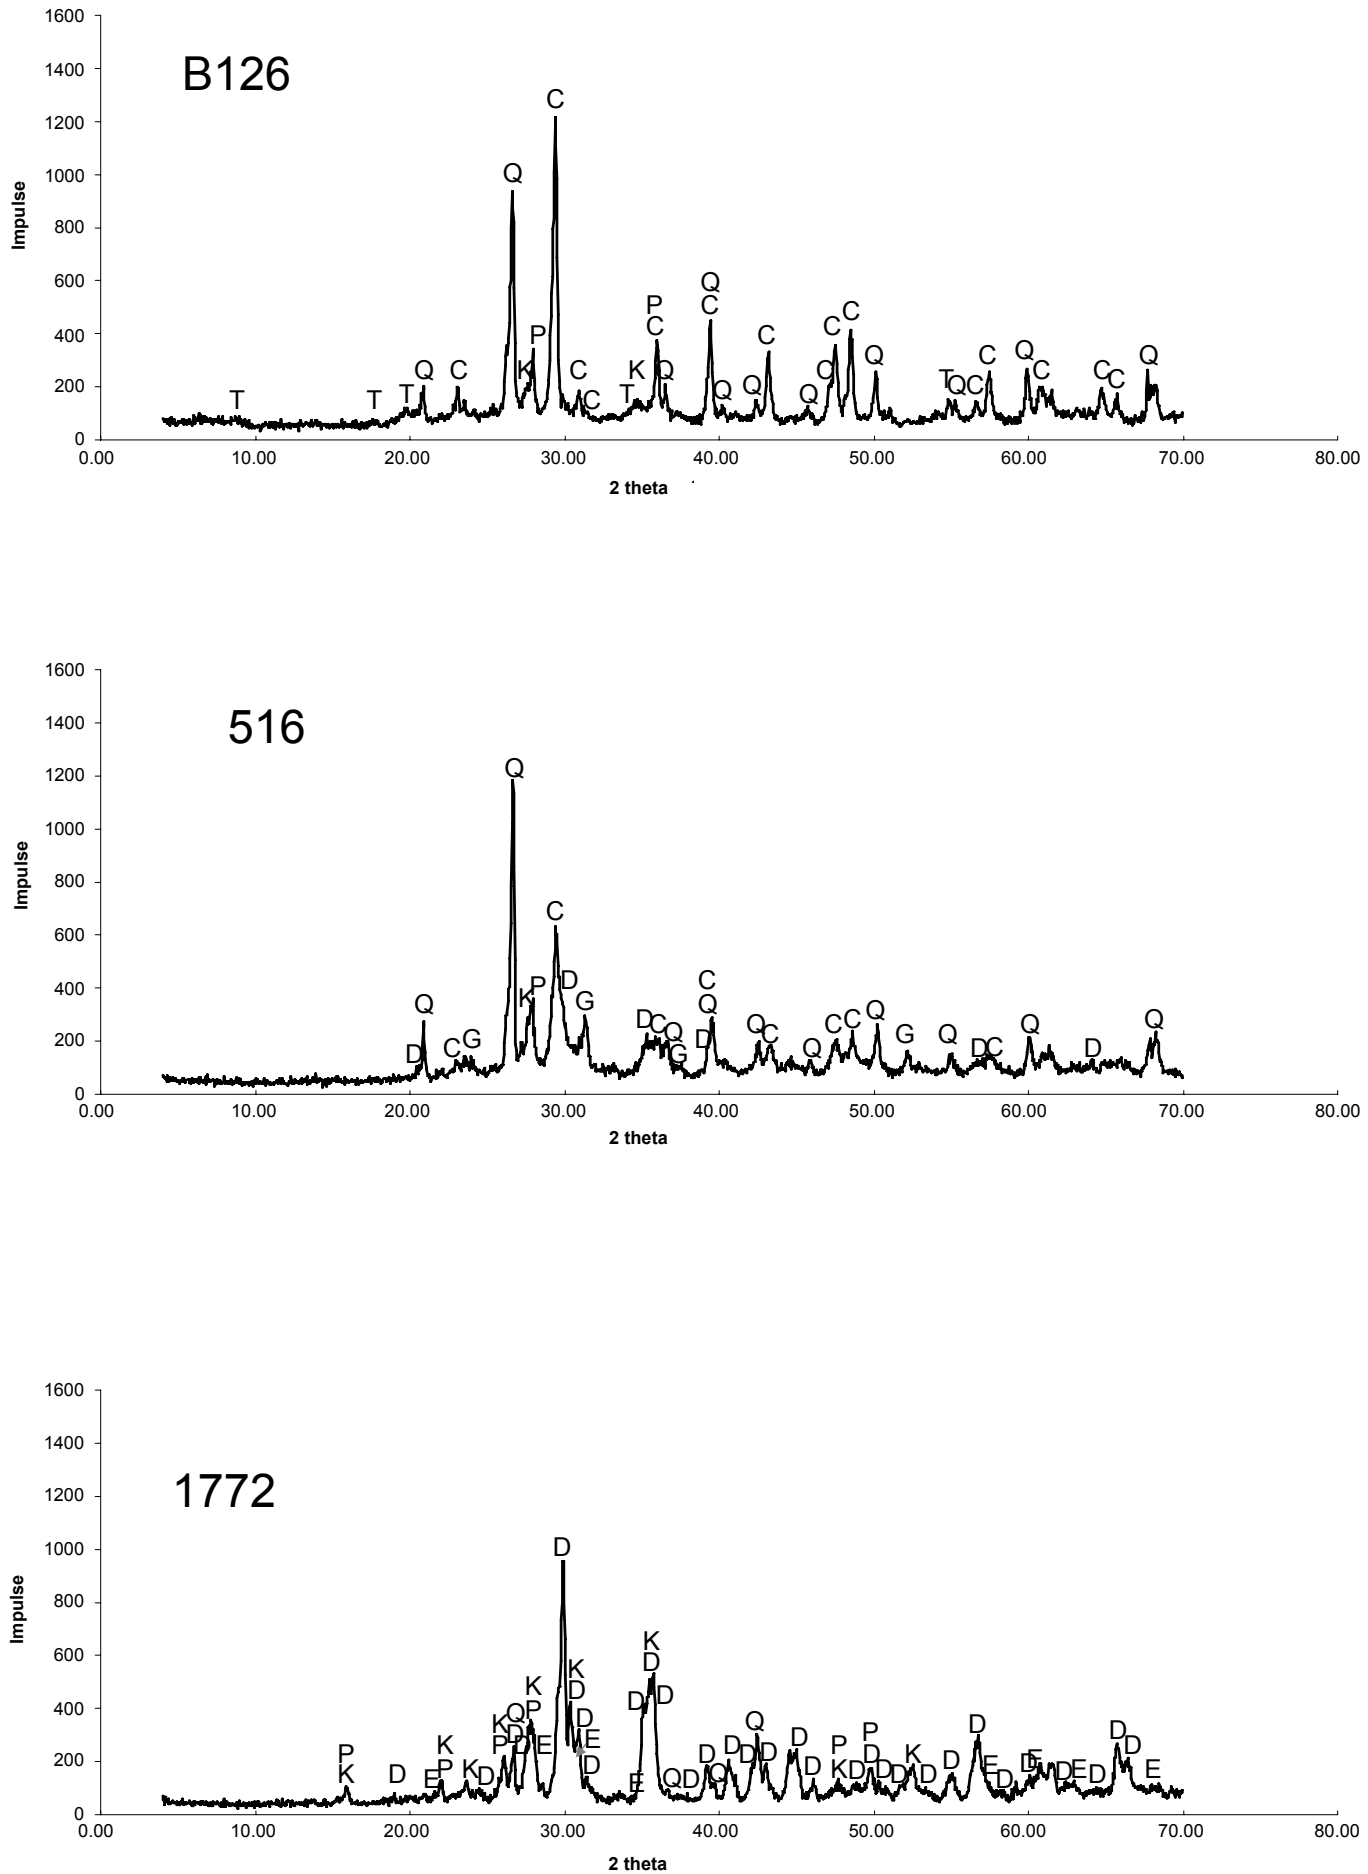 1600
1400
B126
C
1200
Q
1000
Impulse
800
600
Q
P C
400
P C C C
K K C Q C Q
Q C C Q C T Q C C C Q
200
T T T C T Q Q Q C
0
0.00 10.00 20.00 30.00 40.00 50.00 60.00 70.00 80.00
2 theta
1600
516
1400
1200
Q
1000
Impulse
800
C
600
C
400
P D
K G Q Q
Q D C Q Q C C C G Q Q D Q
200
D C G G D Q D C
0
0.00 10.00 20.00 30.00 40.00 50.00 60.00 70.00 80.00
2 theta
1600
1400
1772
1200
1000
D
Impulse
800
600
K
K D
400
K D D D
K Q P D Q P P D
P K P D D E D D D D D K D D D
200
K D E P K D E D E Q D Q D K D D D D D E D E D E D E
0
0.00 10.00 20.00 30.00 40.00 50.00 60.00 70.00 80.00
2 theta